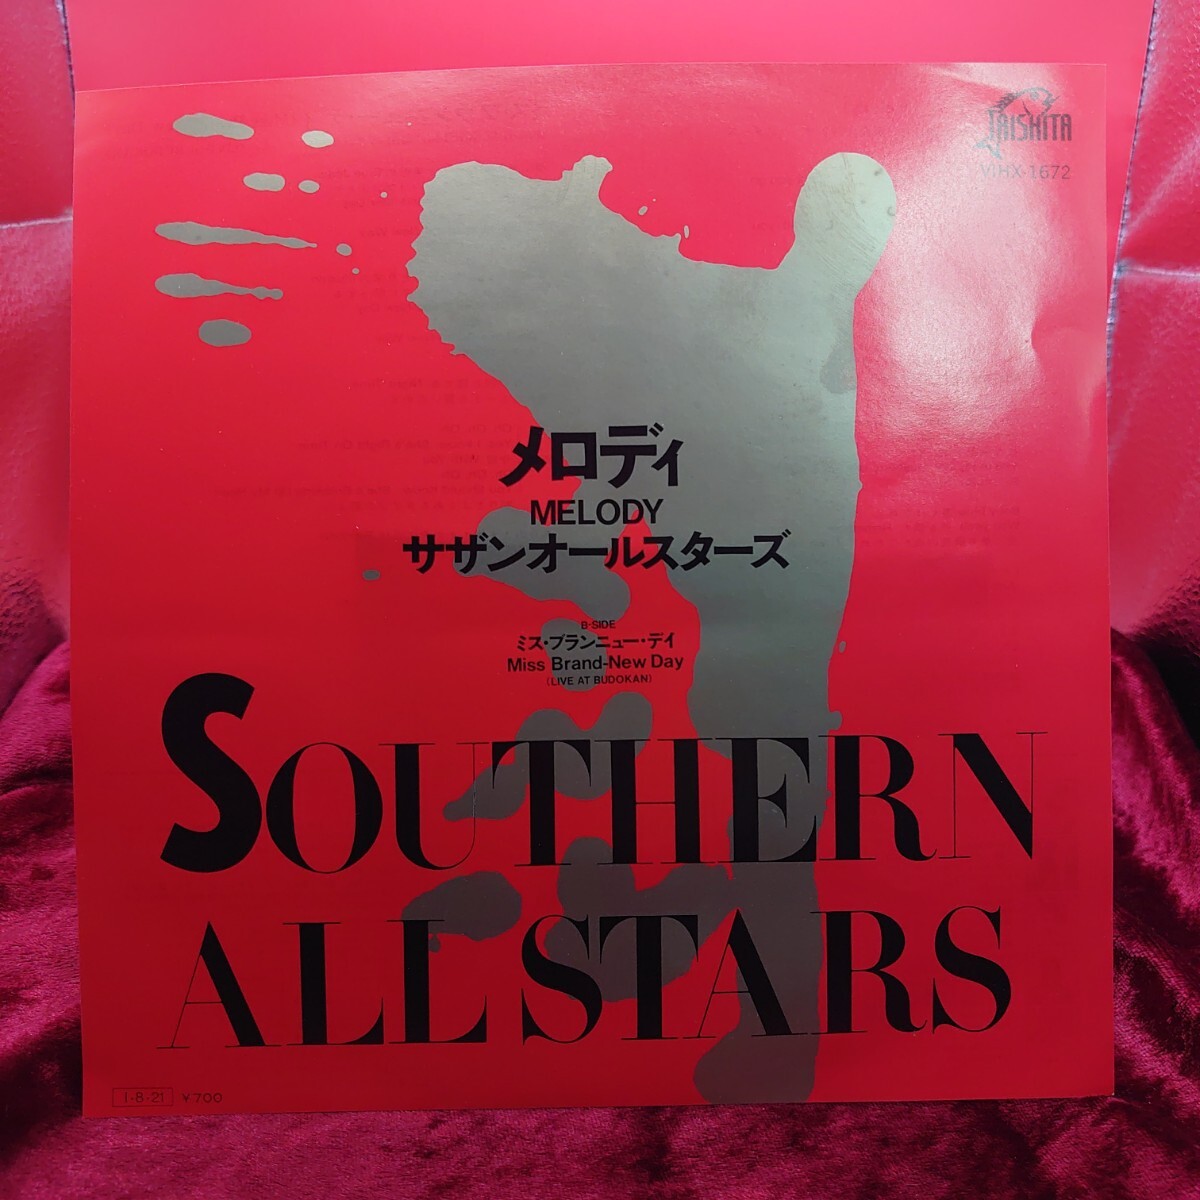 TAISHITA
VIHX-1672
メロディ
MELODY
サザンオールスターズ
B-SIDE
ミス・ブランニュー・デイ
Miss Brand-New Day
(LIVE AT BUDOKAN)
SOUTHERN
ALL STARS
1·8·21 ¥700